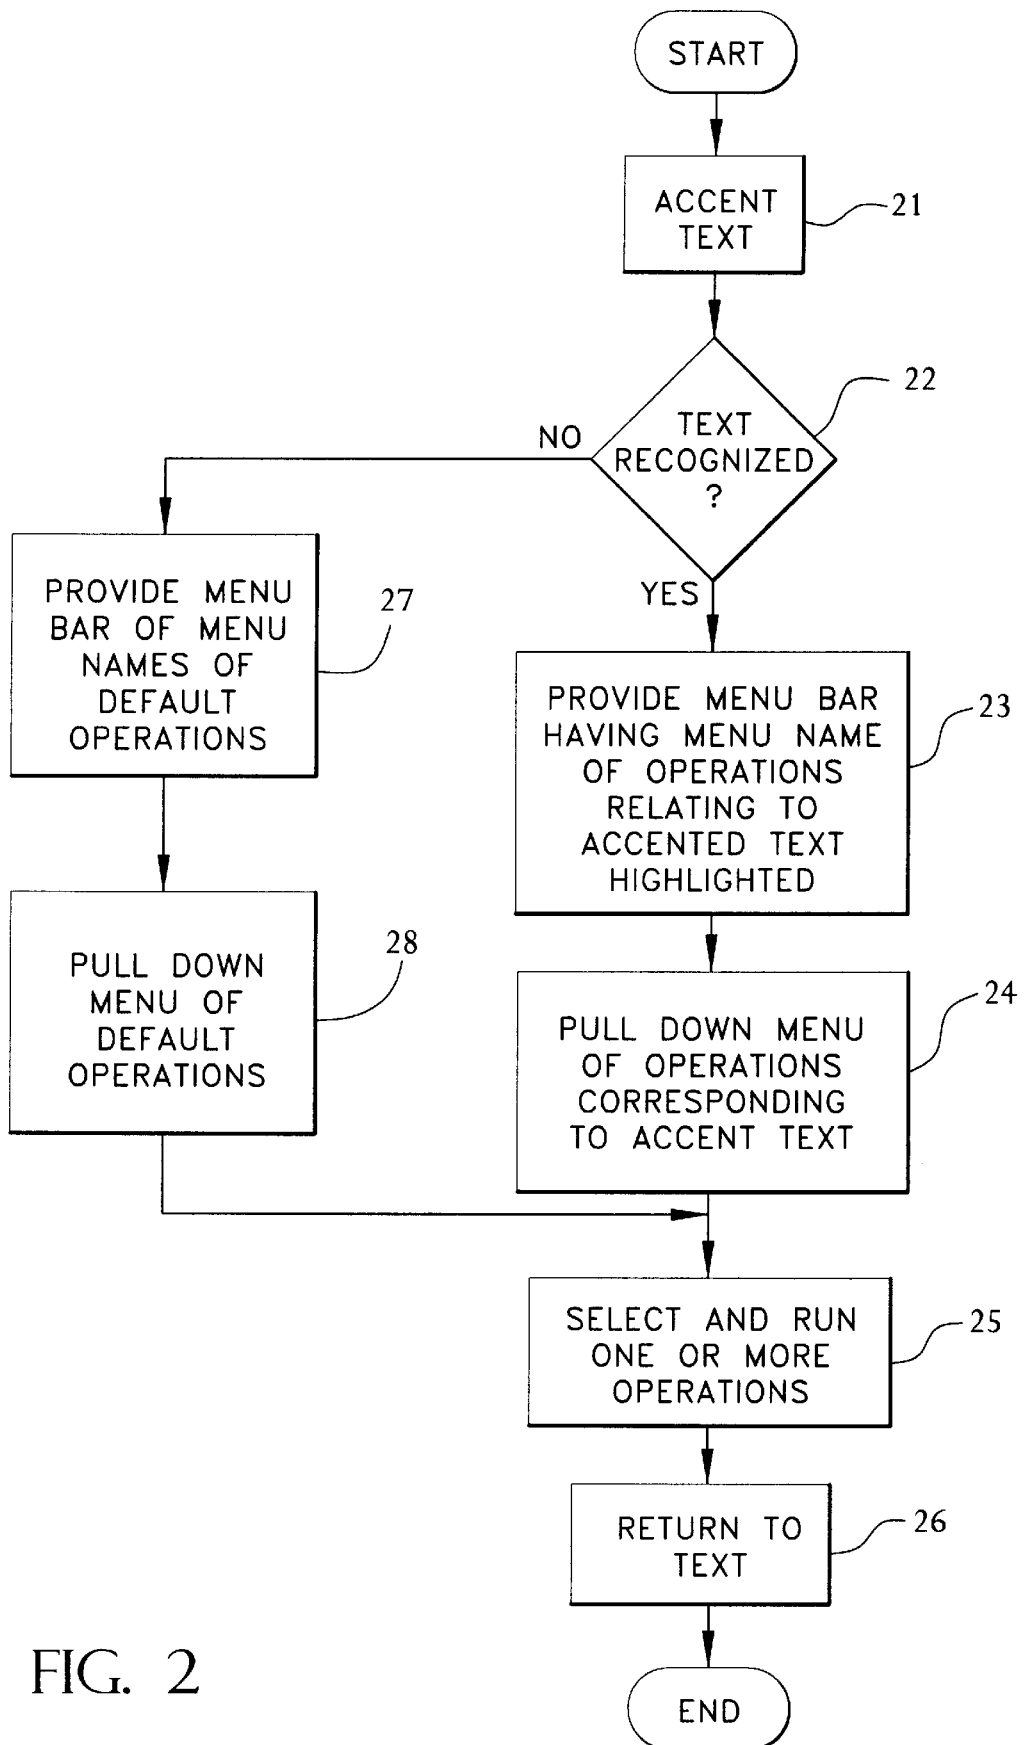 START
ACCENT
TEXT
21
TEXT
RECOGNIZED
?
22
NO
YES
PROVIDE MENU
BAR OF MENU
NAMES OF
DEFAULT
OPERATIONS
27
PROVIDE MENU BAR
HAVING MENU NAME
OF OPERATIONS
RELATING TO
ACCENTED TEXT
HIGHLIGHTED
23
PULL DOWN
MENU OF
DEFAULT
OPERATIONS
28
PULL DOWN MENU
OF OPERATIONS
CORRESPONDING
TO ACCENT TEXT
24
SELECT AND RUN
ONE OR MORE
OPERATIONS
25
RETURN TO
TEXT
26
END
FIG. 2